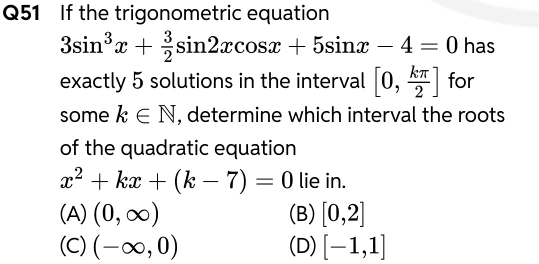 Q51 If the trigonometric equation
3sin³x + 3/2 sin2xcosx + 5sinx − 4 = 0 has
exactly 5 solutions in the interval [0, kπ/2] for
some k ∈ ℕ, determine which interval the roots
of the quadratic equation
x² + kx + (k − 7) = 0 lie in.
(A) (0, ∞) (B) [0,2]
(C) (−∞, 0) (D) [−1,1]